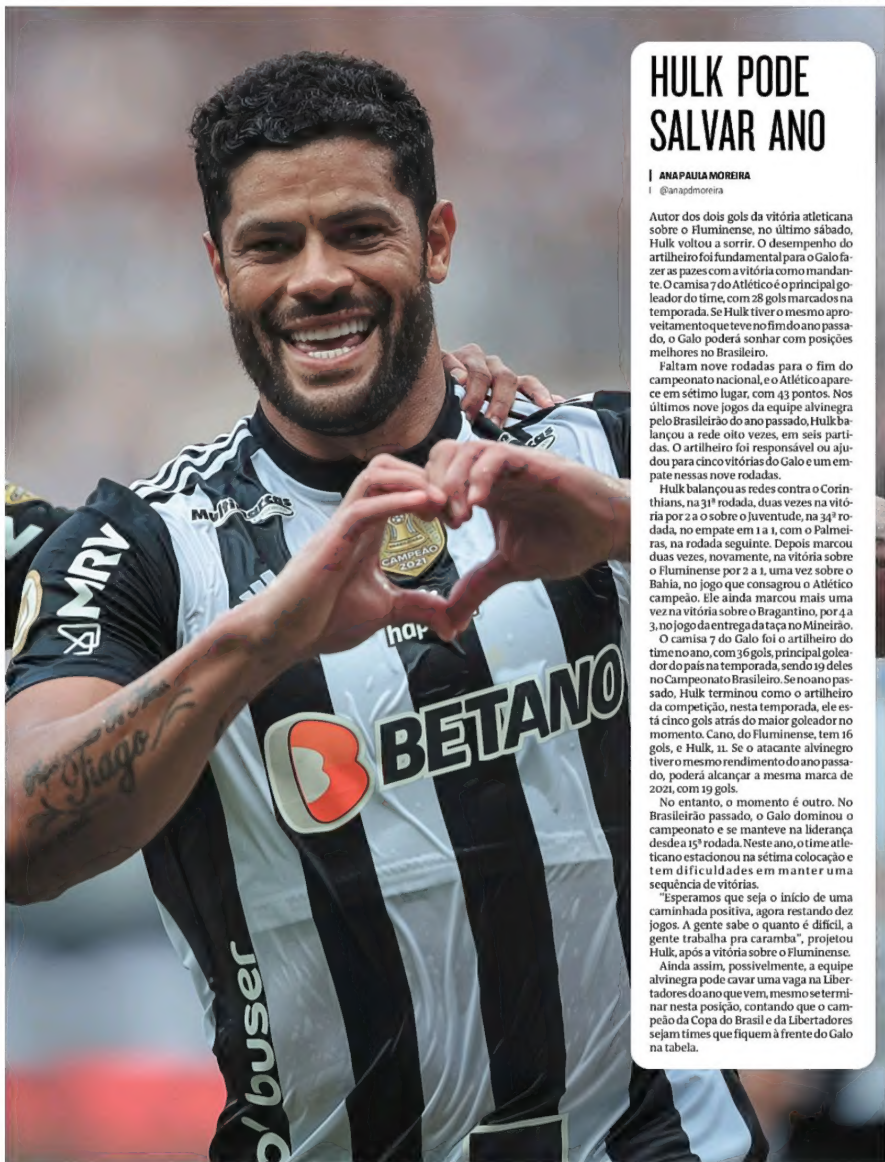 HULK PODE
SALVAR ANO
ANA PAULA MOREIRA
@anapdmoreira
Autor dos dois gols da vitória atleticana
sobre o Fluminense, no último sábado,
Hulk voltou a sorrir. O desempenho do
artilheiro foi fundamental para o Galo fa-
zer as pazes com a vitória como mandan-
te. O camisa 7 do Atlético é o principal go-
leador do time, com 28 gols marcados na
temporada. Se Hulk tiver o mesmo apro-
veitamento que teve no fim do ano passa-
do, o Galo poderá sonhar com posições
melhores no Brasileiro.
Faltam nove rodadas para o fim do
campeonato nacional, e o Atlético apare-
ce em sétimo lugar, com 43 pontos. Nos
últimos nove jogos da equipe alvinegra
pelo Brasileirão do ano passado, Hulk ba-
lançou a rede oito vezes, em seis parti-
das. O artilheiro foi responsável ou aju-
dou para cinco vitórias do Galo e um em-
pate nessas nove rodadas.
Hulk balançou as redes contra o Corin-
thians, na 31ª rodada, duas vezes na vitó-
ria por 2 a 0 sobre o Juventude, na 34ª ro-
dada, no empate em 1 a 1, com o Palmei-
ras, na rodada seguinte. Depois marcou
duas vezes, novamente, na vitória sobre
o Fluminense por 2 a 1, uma vez sobre o
Bahia, no jogo que consagrou o Atlético
campeão. Ele ainda marcou mais uma
vez na vitória sobre o Bragantino, por 4 a
3, no jogo da entrega da taça no Mineirão.
O camisa 7 do Galo foi o artilheiro do
time no ano, com 36 gols, principal golea-
dor do país na temporada, sendo 19 deles
no Campeonato Brasileiro. Se no ano pas-
sado, Hulk terminou como o artilheiro
da competição, nesta temporada, ele es-
tá cinco gols atrás do maior goleador no
momento. Cano, do Fluminense, tem 16
gols, e Hulk, 11. Se o atacante alvinegro
tiver o mesmo rendimento do ano passa-
do, poderá alcançar a mesma marca de
2021, com 19 gols.
No entanto, o momento é outro. No
Brasileirão passado, o Galo dominou o
campeonato e se manteve na liderança
desde a 15ª rodada. Neste ano, o time atle-
ticano estacionou na sétima colocação e
tem dificuldades em manter uma
sequência de vitórias.
"Esperamos que seja o início de uma
caminhada positiva, agora restando dez
jogos. A gente sabe o quanto é difícil, a
gente trabalha pra caramba", projetou
Hulk, após a vitória sobre o Fluminense.
Ainda assim, possivelmente, a equipe
alvinegra pode cavar uma vaga na Liber-
tadores do ano que vem, mesmo se termi-
nar nesta posição, contando que o cam-
peão da Copa do Brasil e da Libertadores
sejam times que fiquem à frente do Galo
na tabela.
MRV
CAMPEÃO
2021
hap
BETANO
Tiago
buser